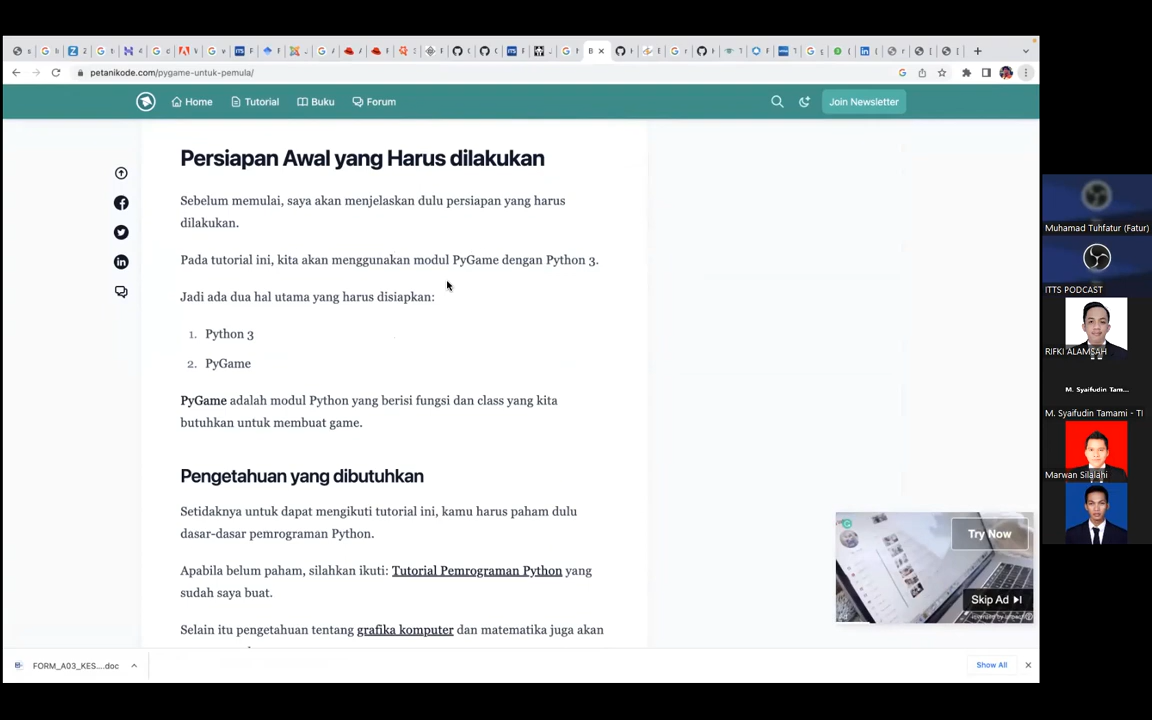 petanikode.com/pygame-untuk-pemula/
Home
Tutorial
Buku
Forum
Join Newsletter
Persiapan Awal yang Harus dilakukan
Sebelum memulai, saya akan menjelaskan dulu persiapan yang harus
dilakukan.
Pada tutorial ini, kita akan menggunakan modul PyGame dengan Python 3.
Jadi ada dua hal utama yang harus disiapkan:
1. Python 3
2. PyGame
PyGame adalah modul Python yang berisi fungsi dan class yang kita
butuhkan untuk membuat game.
Pengetahuan yang dibutuhkan
Setidaknya untuk dapat mengikuti tutorial ini, kamu harus paham dulu
dasar-dasar pemrograman Python.
Apabila belum paham, silahkan ikuti: Tutorial Pemrograman Python yang
sudah saya buat.
Selain itu pengetahuan tentang grafika komputer dan matematika juga akan
Try Now
Skip Ad
FORM_A03_KES....doc
Show All
Muhamad Tuhfatur (Fatur)
ITTS PODCAST
RIFKI ALAMSAH
M. Syaifudin Tam...
M. Syaifudin Tamami - TI
Marwan Silalahi